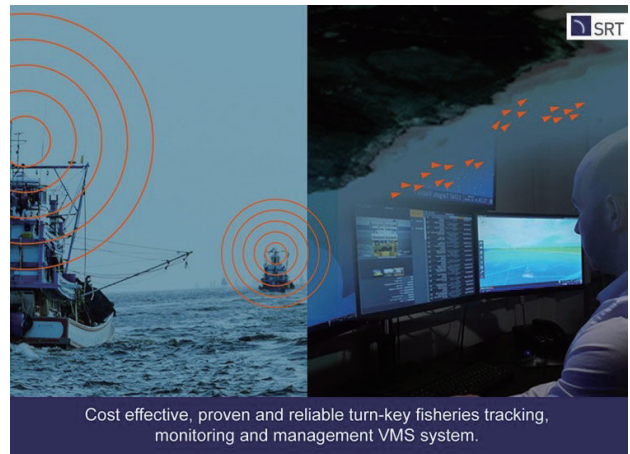 SRT
Cost effective, proven and reliable turn-key fisheries tracking,
monitoring and management VMS system.